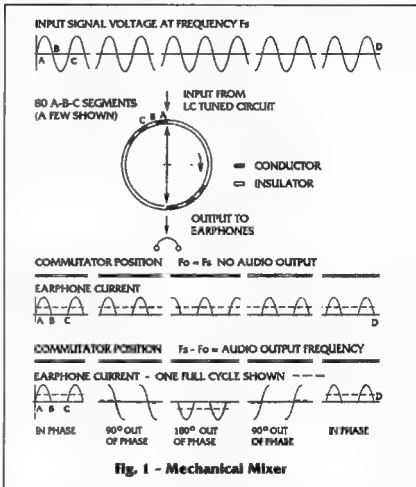 INPUT SIGNAL VOLTAGE AT FREQUENCY Fs
B
D
A
C
80 A-B-C SEGMENTS
(A FEW SHOWN)
INPUT FROM
LC TUNED CIRCUIT
C B A
CONDUCTOR
INSULATOR
OUTPUT TO
EARPHONES
COMMUTATOR POSITION Fo = Fs NO AUDIO OUTPUT
EARPHONE CURRENT
A B C
D
COMMUTATOR POSITION Fs - Fo = AUDIO OUTPUT FREQUENCY
EARPHONE CURRENT - ONE FULL CYCLE SHOWN ----
A B C
D
IN PHASE 90° OUT OF PHASE 180° OUT OF PHASE 90° OUT OF PHASE IN PHASE
Fig. 1 - Mechanical Mixer